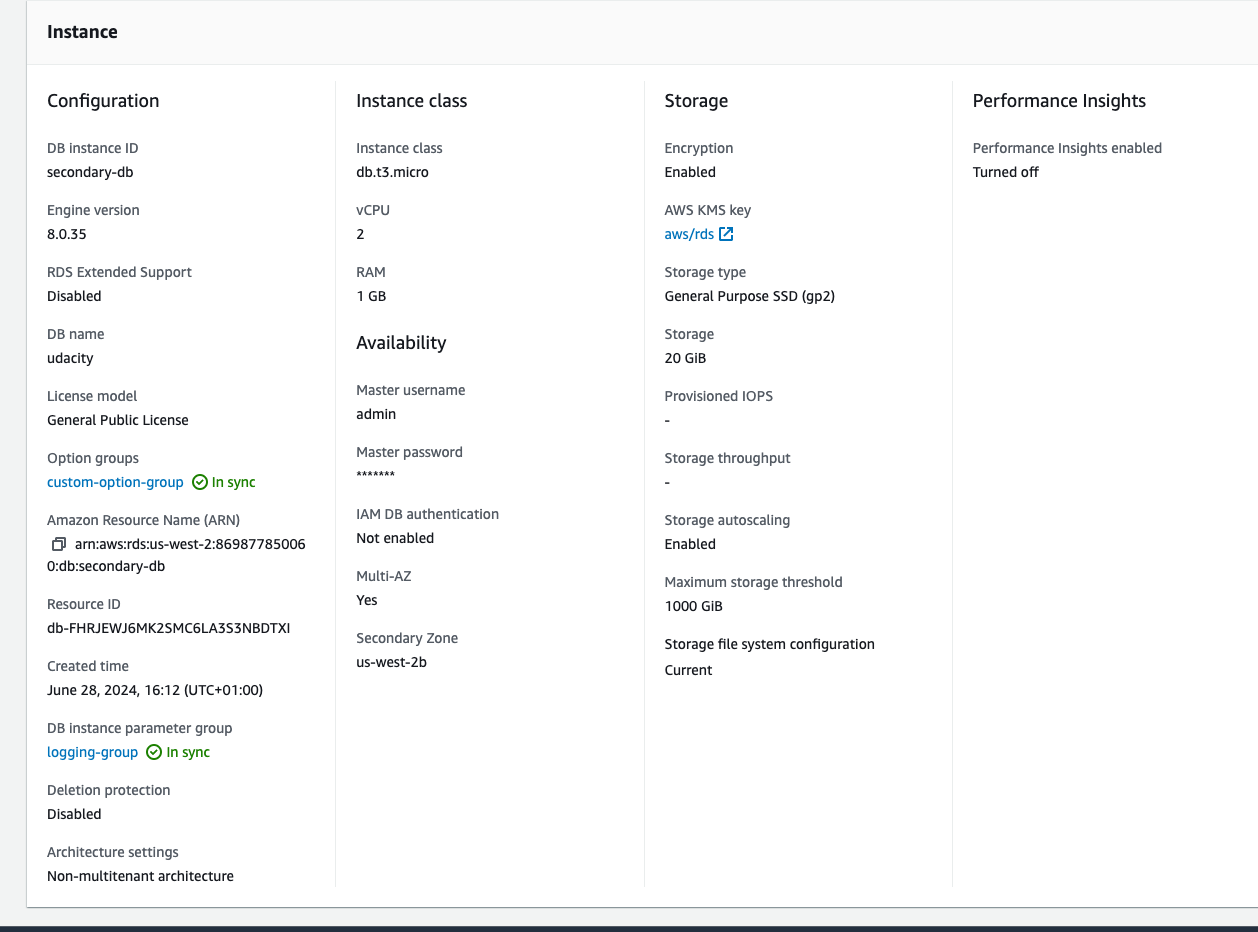 Instance
Configuration
DB instance ID
secondary-db
Engine version
8.0.35
RDS Extended Support
Disabled
DB name
udacity
License model
General Public License
Option groups
custom-option-group In sync
Amazon Resource Name (ARN)
arn:aws:rds:us-west-2:86987785006
0:db:secondary-db
Resource ID
db-FHRJEWJ6MK2SMC6LA3S3NBDTXI
Created time
June 28, 2024, 16:12 (UTC+01:00)
DB instance parameter group
logging-group In sync
Deletion protection
Disabled
Architecture settings
Non-multitenant architecture
Instance class
Instance class
db.t3.micro
vCPU
2
RAM
1 GB
Availability
Master username
admin
Master password
*******
IAM DB authentication
Not enabled
Multi-AZ
Yes
Secondary Zone
us-west-2b
Storage
Encryption
Enabled
AWS KMS key
aws/rds
Storage type
General Purpose SSD (gp2)
Storage
20 GiB
Provisioned IOPS
-
Storage throughput
-
Storage autoscaling
Enabled
Maximum storage threshold
1000 GiB
Storage file system configuration
Current
Performance Insights
Performance Insights enabled
Turned off